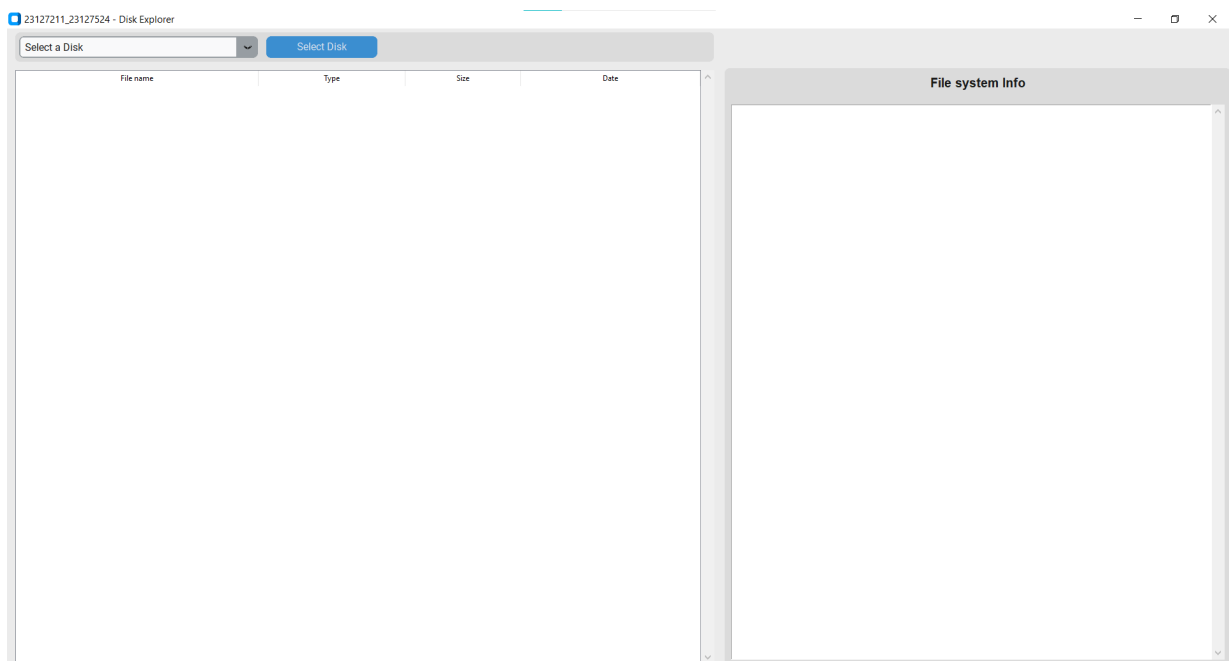 23127211_23127524 - Disk Explorer
Select a Disk
Select Disk
File name Type Size Date
File system Info